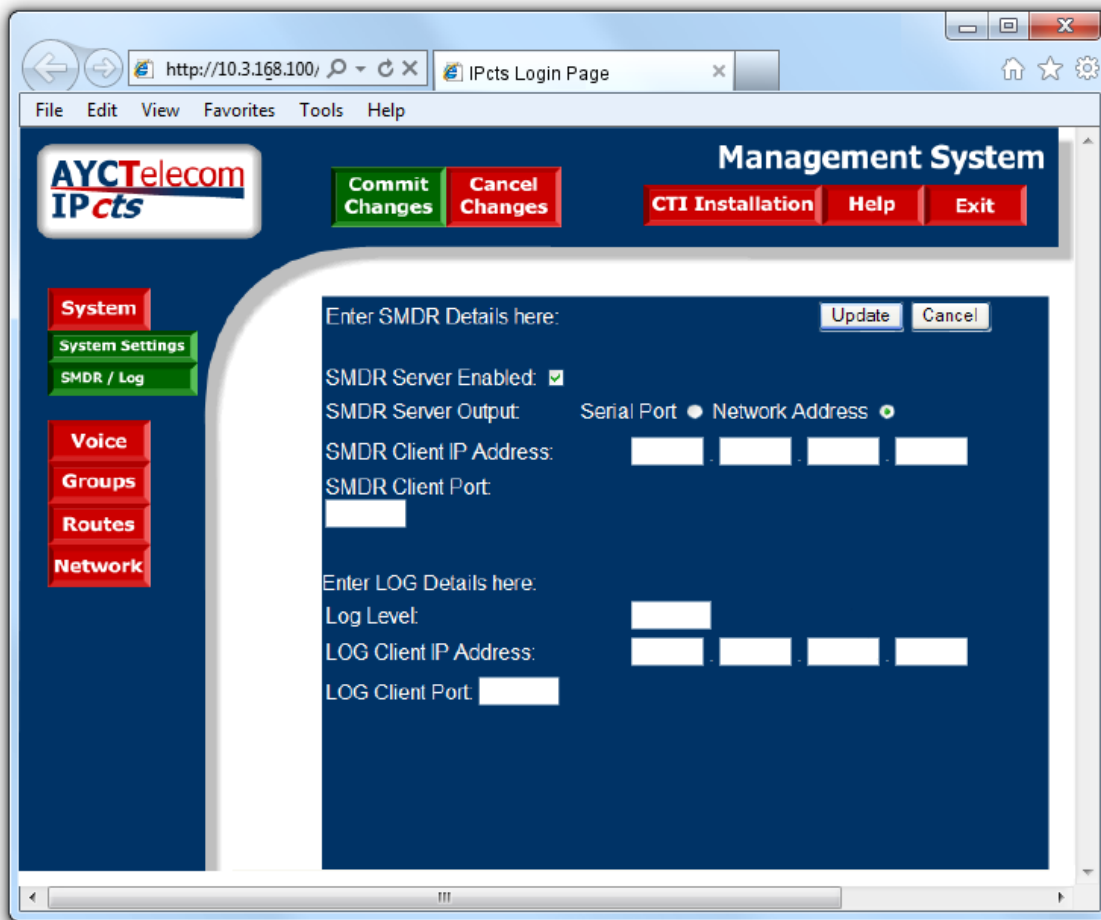 http://10.3.168.100/
IPcts Login Page
File Edit View Favorites Tools Help
AYCTelecom
IPcts
Commit Changes
Cancel Changes
Management System
CTI Installation
Help
Exit
System
System Settings
SMDR / Log
Voice
Groups
Routes
Network
Enter SMDR Details here:
Update
Cancel
SMDR Server Enabled:
SMDR Server Output: Serial Port Network Address
SMDR Client IP Address: . . .
SMDR Client Port:
Enter LOG Details here:
Log Level:
LOG Client IP Address: . . .
LOG Client Port: